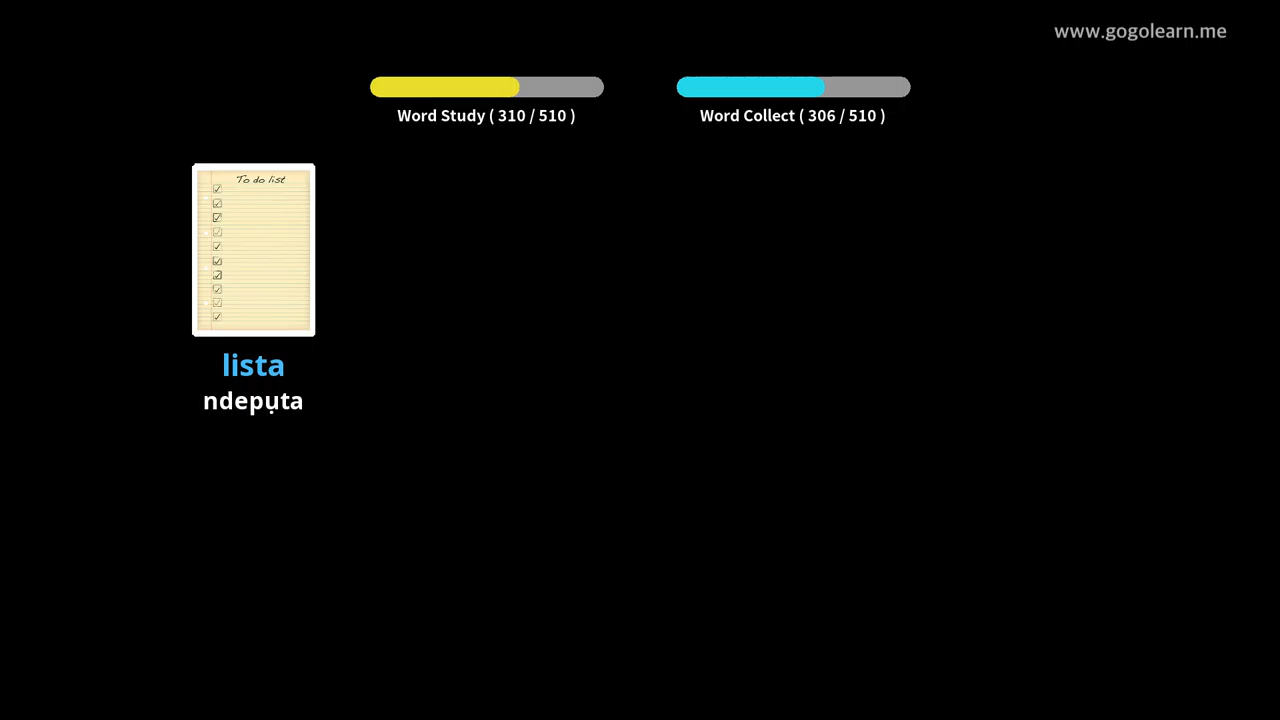 www.gogolearn.me
Word Study ( 310 / 510 )
Word Collect ( 306 / 510 )
To do list
lista
ndepụta